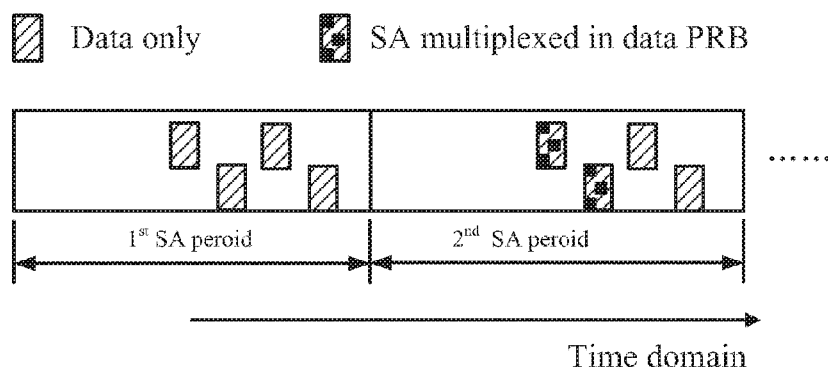 Data only
SA multiplexed in data PRB
1st SA peroid
2nd SA peroid
......
Time domain